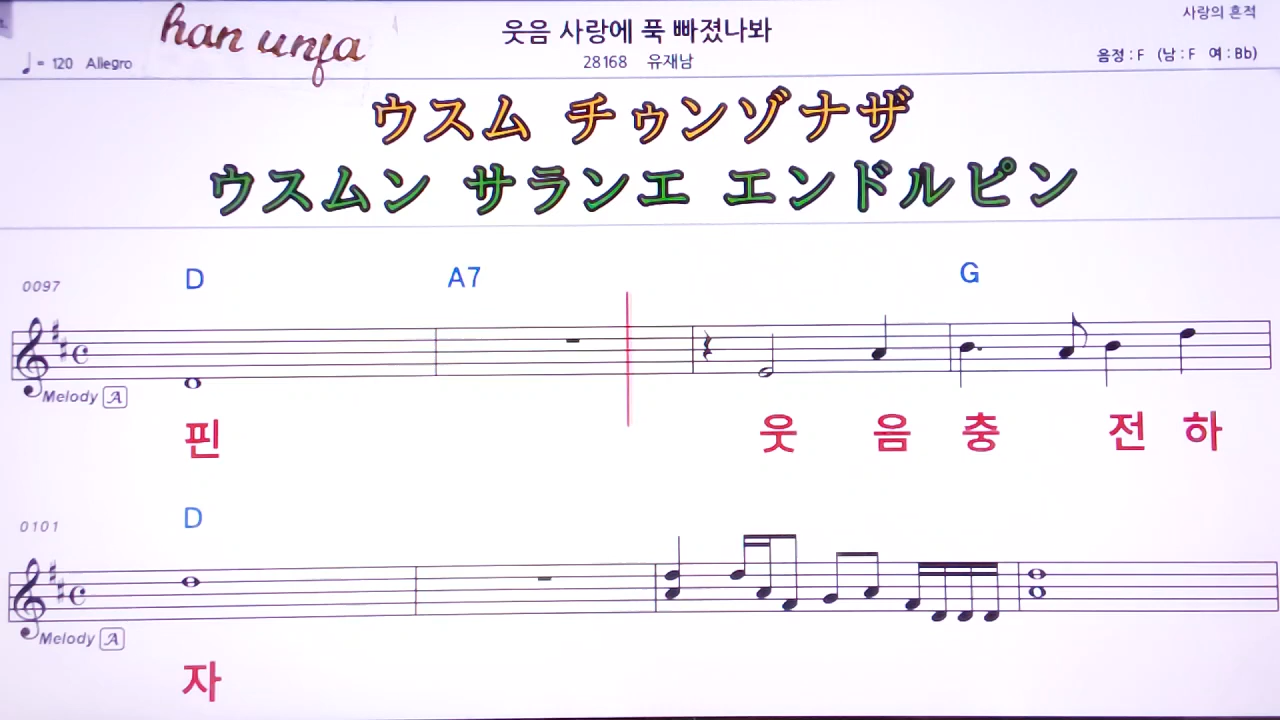 han unfa
웃음 사랑에 푹 빠졌나봐
사랑의 흔적
♩= 120 Allegro
28168 유재남
음정 : F (남 : F 여 : Bb)
ウスム チゥンゾナザ
ウスムン サランエ エンドルピン
0097 D A7 G
Melody A
핀 웃 음 충 전 하
0101 D
Melody A
자